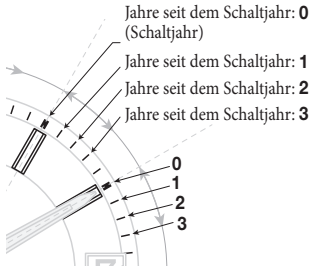 Jahre seit dem Schaltjahr: 0
(Schaltjahr)
Jahre seit dem Schaltjahr: 1
Jahre seit dem Schaltjahr: 2
Jahre seit dem Schaltjahr: 3
0
1
2
3